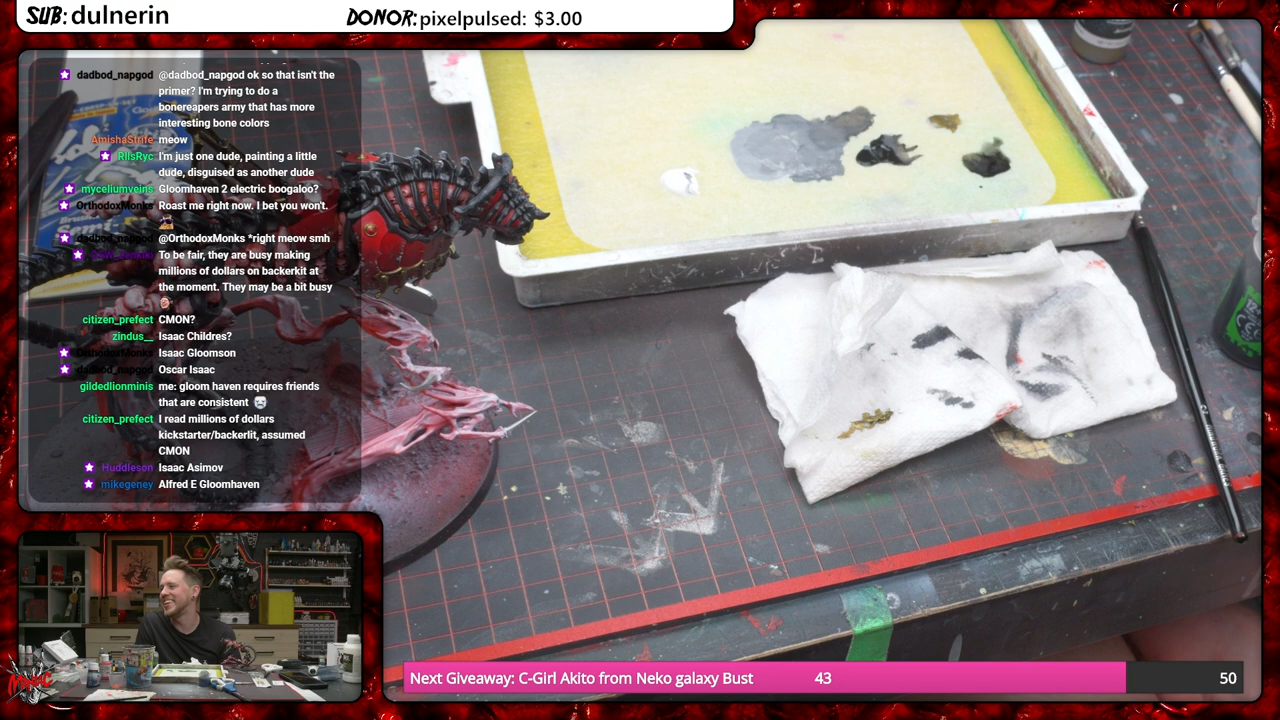 SUB: dulnerin
DONOR: pixelpulsed: $3.00
dadbod_napgod @dadbod_napgod ok so that isn't the
primer? I'm trying to do a
bonereapers army that has more
interesting bone colors
AmishaStrife meow
RllsRyc I'm just one dude, painting a little
dude, disguised as another dude
myceliumveins Gloomhaven 2 electric boogaloo?
OrthodoxMonks Roast me right now. I bet you won't.
dadbod_napgod @OrthodoxMonks *right meow smh
To be fair, they are busy making
millions of dollars on backerkit at
the moment. They may be a bit busy
citizen_prefect CMON?
zindus__ Isaac Childres?
OrthodoxMonks Isaac Gloomson
dadbod_napgod Oscar Isaac
gildedlionminis me: gloom haven requires friends
that are consistent
citizen_prefect I read millions of dollars
kickstarter/backerlit, assumed
CMON
Huddleson Isaac Asimov
mikegeney Alfred E Gloomhaven
Next Giveaway: C-Girl Akito from Neko galaxy Bust 43 50